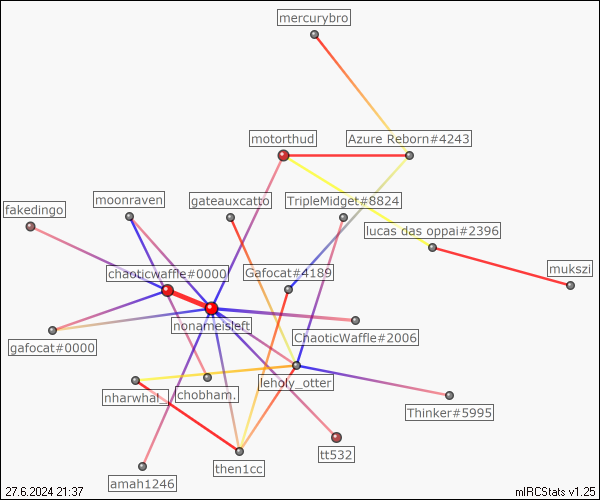 mercurybro
motorthud
Azure Reborn#4243
moonraven
gateauxcatto
TripleMidget#8824
fakedingo
lucas das oppai#2396
chaoticwaffle#0000
Gafocat#4189
mukszi
nonameisleft
ChaoticWaffle#2006
gafocat#0000
leholy_otter
nharwhal_
chobham.
Thinker#5995
tt532
then1cc
amah1246
27.6.2024 21:37
mIRCStats v1.25